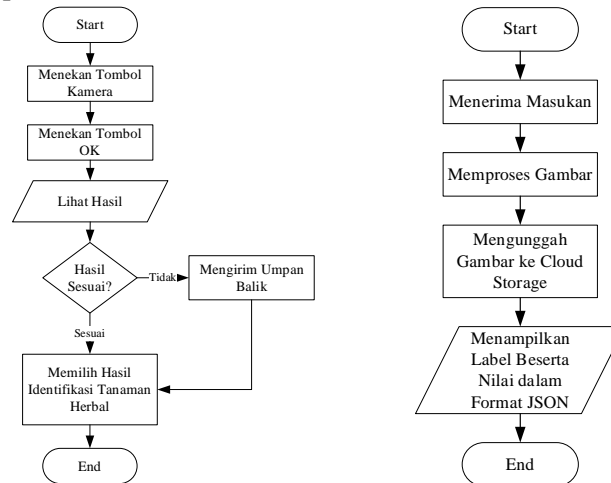 Start
Menekan Tombol
Kamera
Menekan Tombol
OK
Lihat Hasil
Hasil
Sesuai?
Tidak
Mengirim Umpan
Balik
Sesuai
Memilih Hasil
Identifikasi Tanaman
Herbal
End
Start
Menerima Masukan
Memproses Gambar
Mengunggah
Gambar ke Cloud
Storage
Menampilkan
Label Beserta
Nilai dalam
Format JSON
End